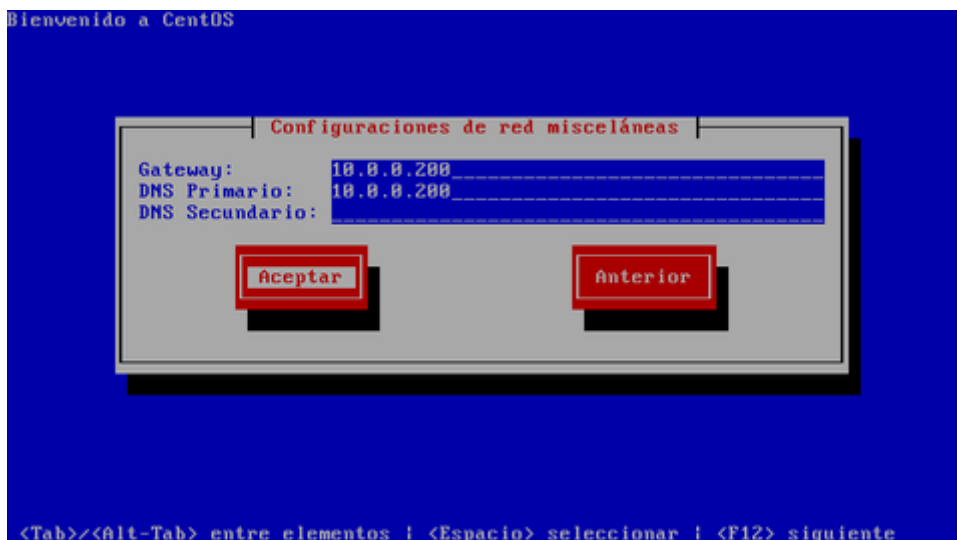 Bienvenido a CentOS
Configuraciones de red misceláneas
Gateway: 10.0.0.200
DNS Primario: 10.0.0.200
DNS Secundario:
Aceptar Anterior
<Tab>/<Alt-Tab> entre elementos | <Espacio> seleccionar | <F12> siguiente